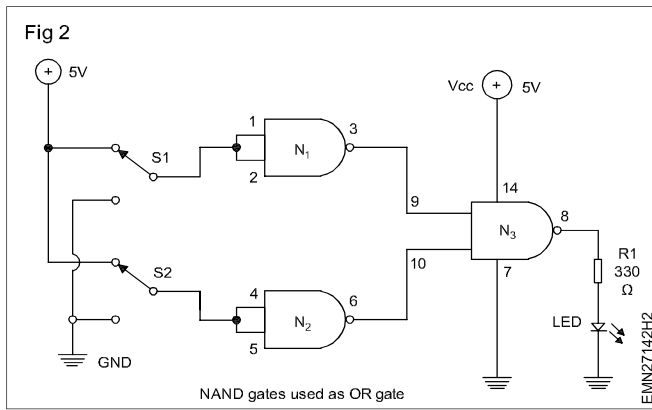 Fig 2
5V
Vcc
5V
S1
1
2
N1
3
14
9
N3
8
10
7
S2
4
5
N2
6
R1
330
Ω
LED
GND
NAND gates used as OR gate
EMN27142H2